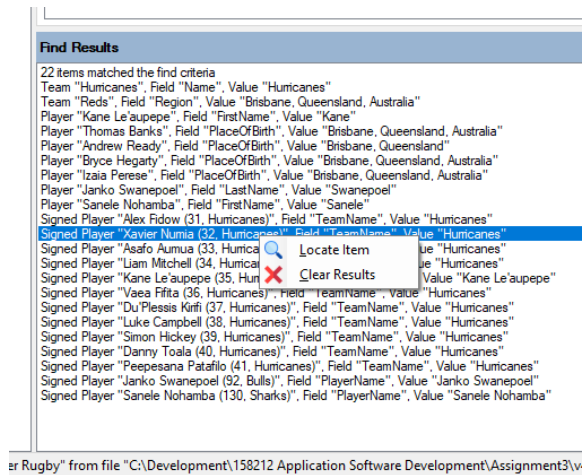 Find Results
22 items matched the find criteria
Team "Hurricanes", Field "Name", Value "Hurricanes"
Team "Reds", Field "Region", Value "Brisbane, Queensland, Australia"
Player "Kane Le'aupepe", Field "FirstName", Value "Kane"
Player "Thomas Banks", Field "PlaceOfBirth", Value "Brisbane, Queensland, Australia"
Player "Andrew Ready", Field "PlaceOfBirth", Value "Brisbane, Queensland"
Player "Bryce Hegarty", Field "PlaceOfBirth", Value "Brisbane, Queensland, Australia"
Player "Izaia Perese", Field "PlaceOfBirth", Value "Brisbane, Queensland, Australia"
Player "Janko Swanepoel", Field "LastName", Value "Swanepoel"
Player "Sanele Nohamba", Field "FirstName", Value "Sanele"
Signed Player "Alex Fidow (31, Hurricanes)", Field "TeamName", Value "Hurricanes"
Signed Player "Xavier Numia (32, Hurricanes)", Field "TeamName", Value "Hurricanes"
Signed Player "Asafo Aumua (33, Hurrica ue "Hurricanes"
Locate Item
Signed Player "Liam Mitchell (34, Hurrican ue "Hurricanes"
Clear Results
Signed Player "Kane Le'aupepe (35, Hurr Value "Kane Le'aupepe"
Signed Player "Vaea Fifita (36, Hurricanes)", Field "TeamName", Value "Hurricanes"
Signed Player "Du'Plessis Kirifi (37, Hurricanes)", Field "TeamName", Value "Hurricanes"
Signed Player "Luke Campbell (38, Hurricanes)", Field "TeamName", Value "Hurricanes"
Signed Player "Simon Hickey (39, Hurricanes)", Field "TeamName", Value "Hurricanes"
Signed Player "Danny Toala (40, Hurricanes)", Field "TeamName", Value "Hurricanes"
Signed Player "Peepesana Patafilo (41, Hurricanes)", Field "TeamName", Value "Hurricanes"
Signed Player "Janko Swanepoel (92, Bulls)", Field "PlayerName", Value "Janko Swanepoel"
Signed Player "Sanele Nohamba (130, Sharks)", Field "PlayerName", Value "Sanele Nohamba"
er Rugby" from file "C:\Development\158212 Application Software Development\Assignment3\v